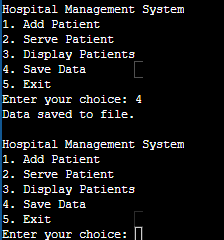 Hospital Management System
1. Add Patient
2. Serve Patient
3. Display Patients
4. Save Data
5. Exit
Enter your choice: 4
Data saved to file.

Hospital Management System
1. Add Patient
2. Serve Patient
3. Display Patients
4. Save Data
5. Exit
Enter your choice: